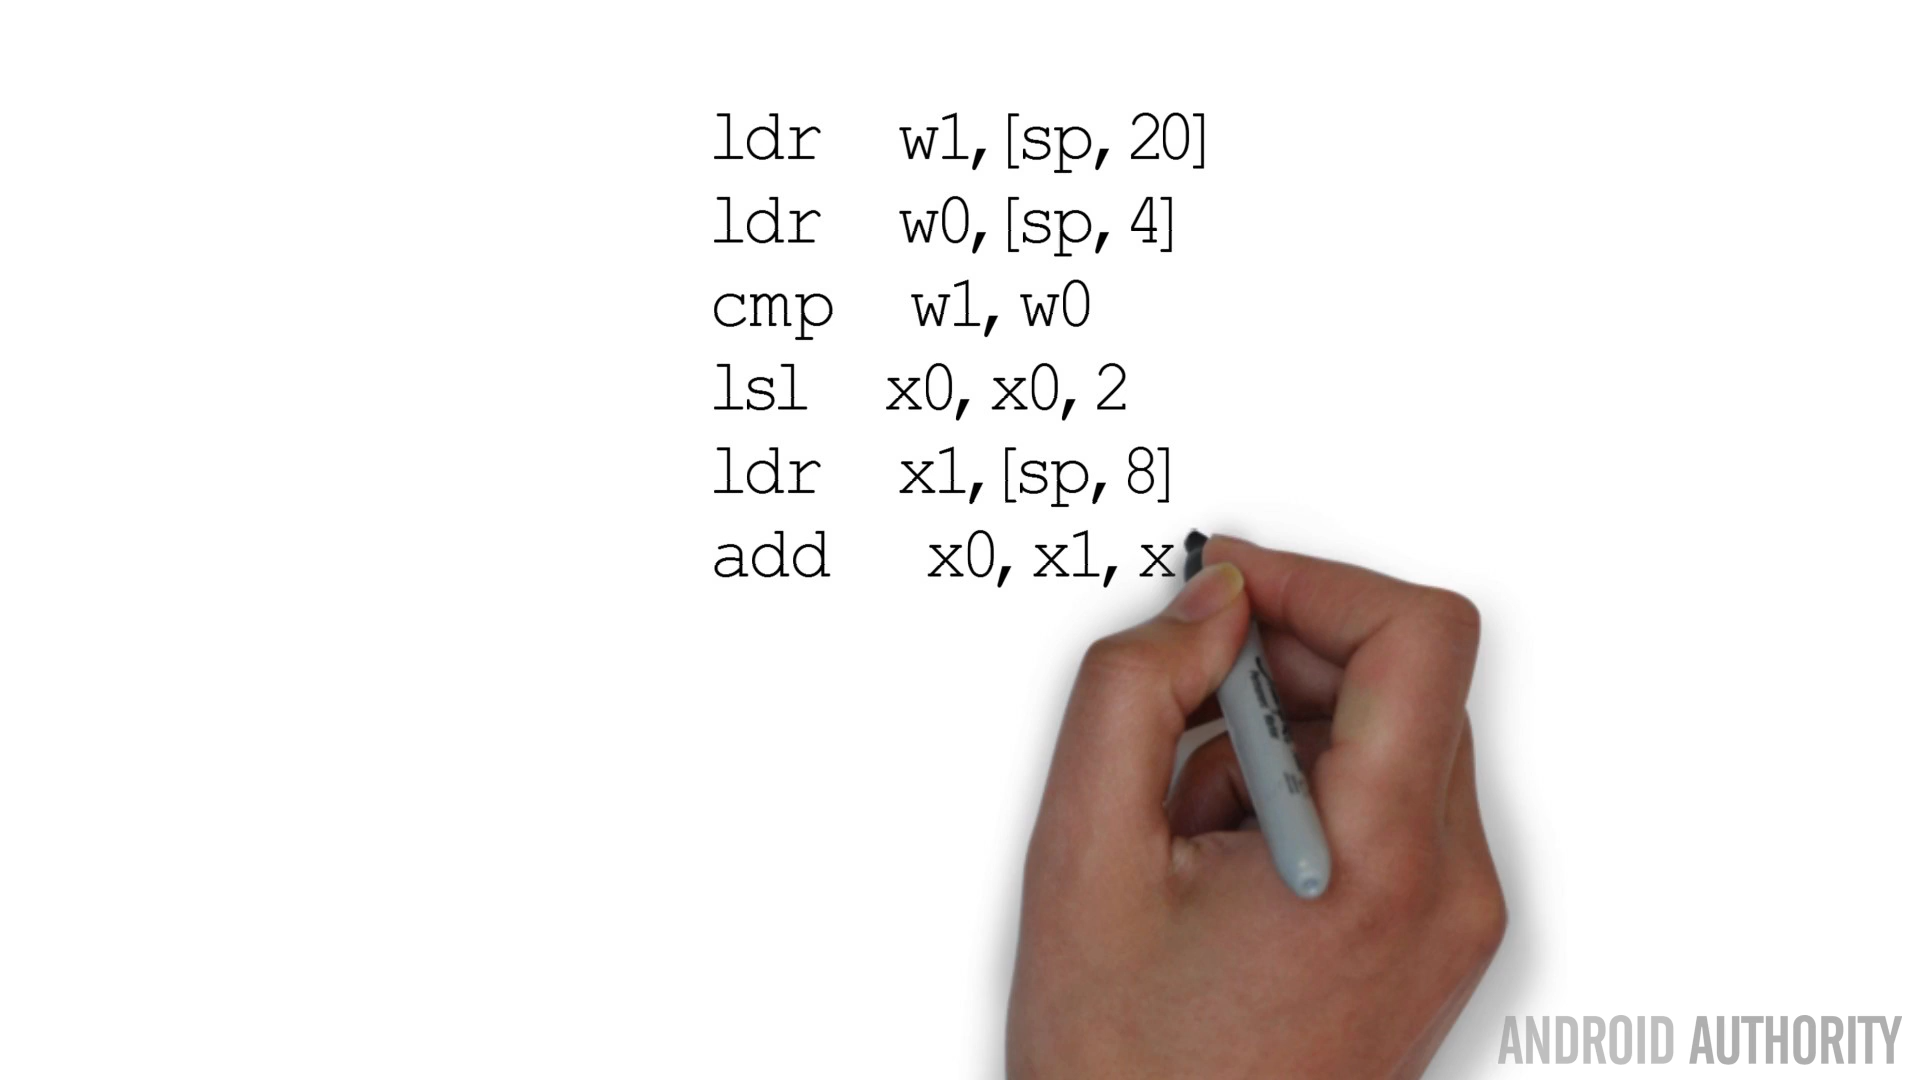 ldr w1,[sp,20]
ldr w0,[sp,4]
cmp w1,w0
lsl x0,x0,2
ldr x1,[sp,8]
add x0,x1,x
ANDROID AUTHORITY